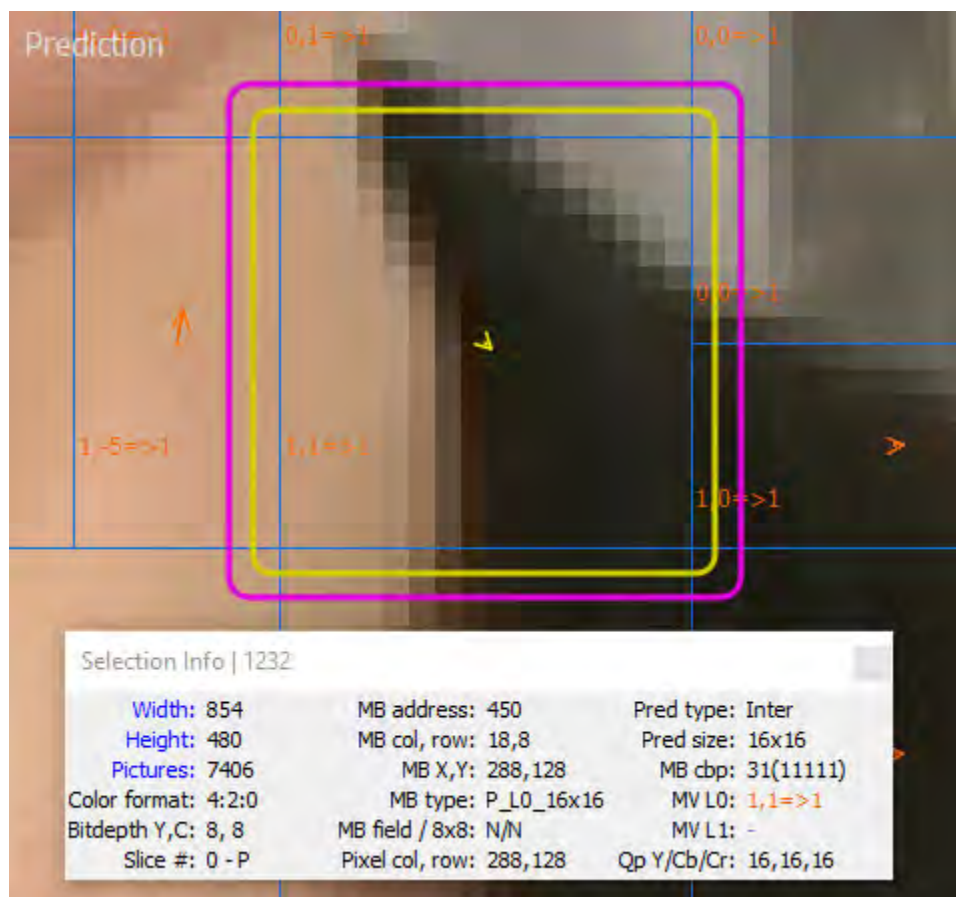 Prediction
0,1=>1
0,0=>1
0,0=>1
1,-5=>1
1,1=>1
1,0=>1
Selection Info | 1232
Width: 854 MB address: 450 Pred type: Inter
Height: 480 MB col, row: 18,8 Pred size: 16x16
Pictures: 7406 MB X,Y: 288,128 MB cbp: 31(11111)
Color format: 4:2:0 MB type: P_L0_16x16 MV L0: 1,1=>1
Bitdepth Y,C: 8, 8 MB field / 8x8: N/N MV L1: -
Slice #: 0 - P Pixel col, row: 288,128 Qp Y/Cb/Cr: 16,16,16